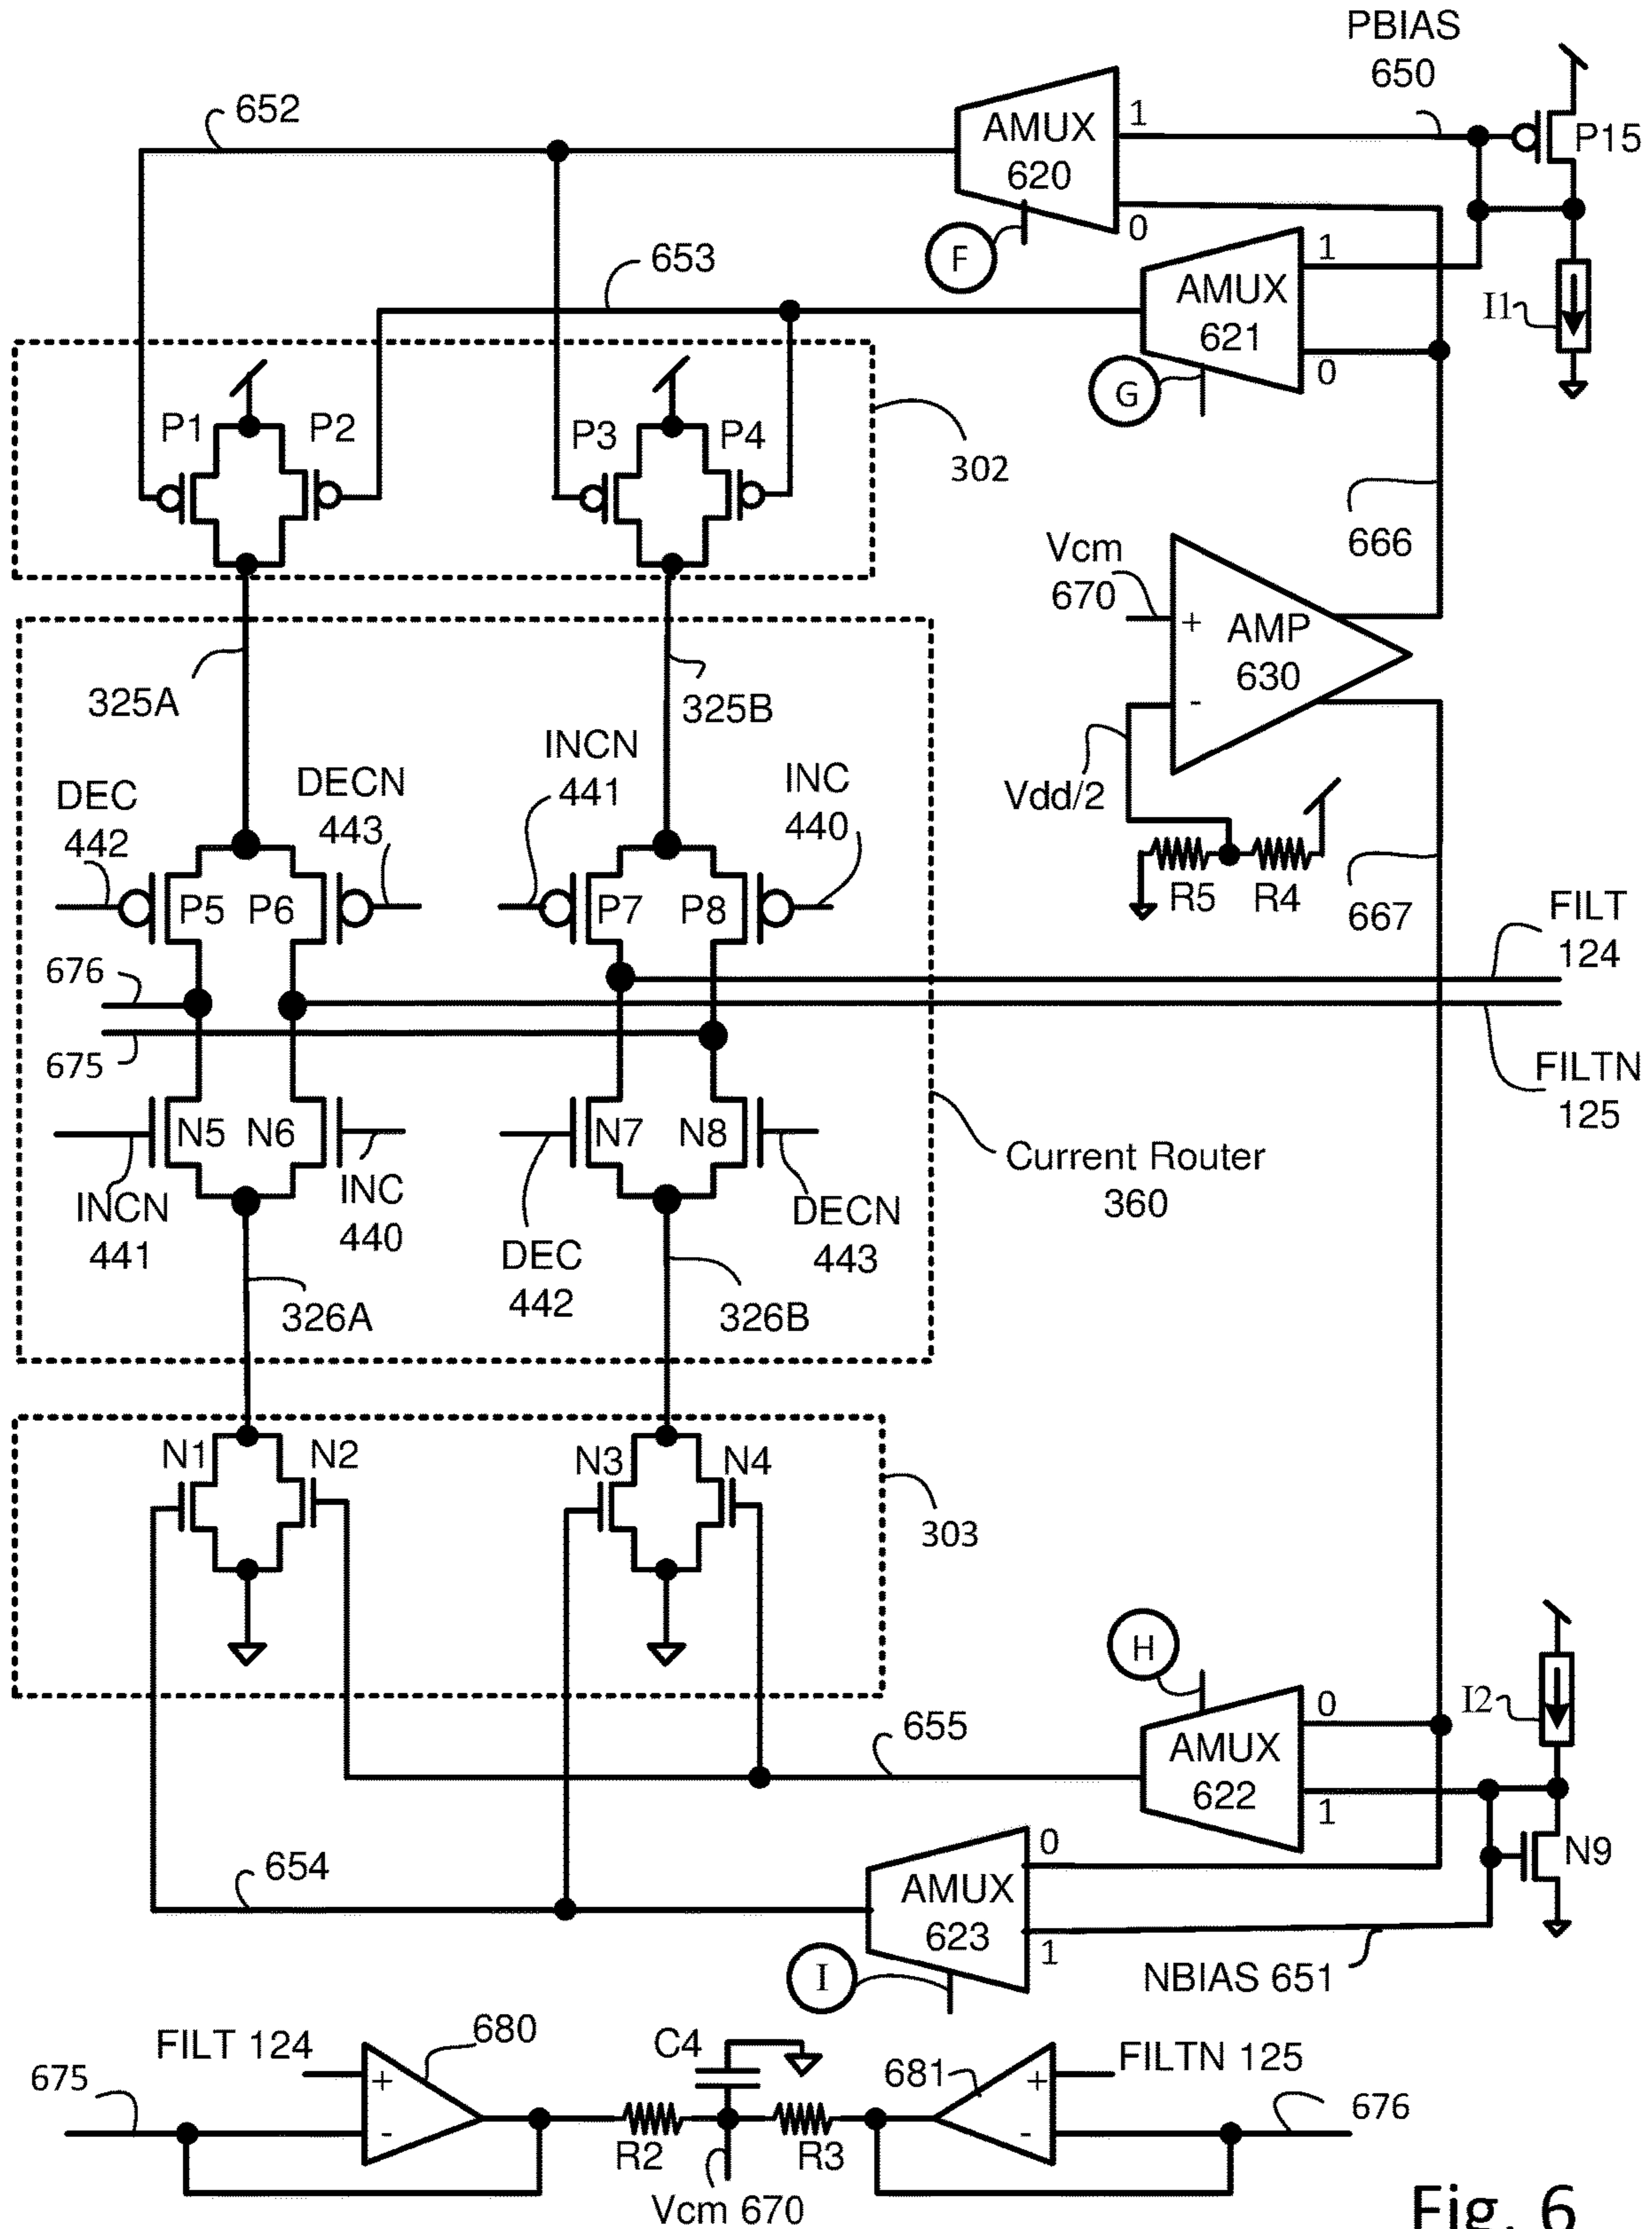 PBIAS
650
652
AMUX
620
1
0
P15
F
653
AMUX
621
1
0
I1
G
P1
P2
P3
P4
302
666
Vcm
670
+
AMP
630
-
325A
325B
INCN
441
INC
440
DEC
442
DECN
443
Vdd/2
R5
R4
667
P5
P6
P7
P8
FILT
124
676
675
FILTN
125
N5
N6
N7
N8
Current Router
360
INCN
441
INC
440
DEC
442
DECN
443
326A
326B
N1
N2
N3
N4
303
H
I2
655
AMUX
622
0
1
N9
654
AMUX
623
0
1
NBIAS 651
I
FILT 124
680
C4
681
FILTN 125
675
+
-
+
-
676
R2
R3
Vcm 670
Fig. 6